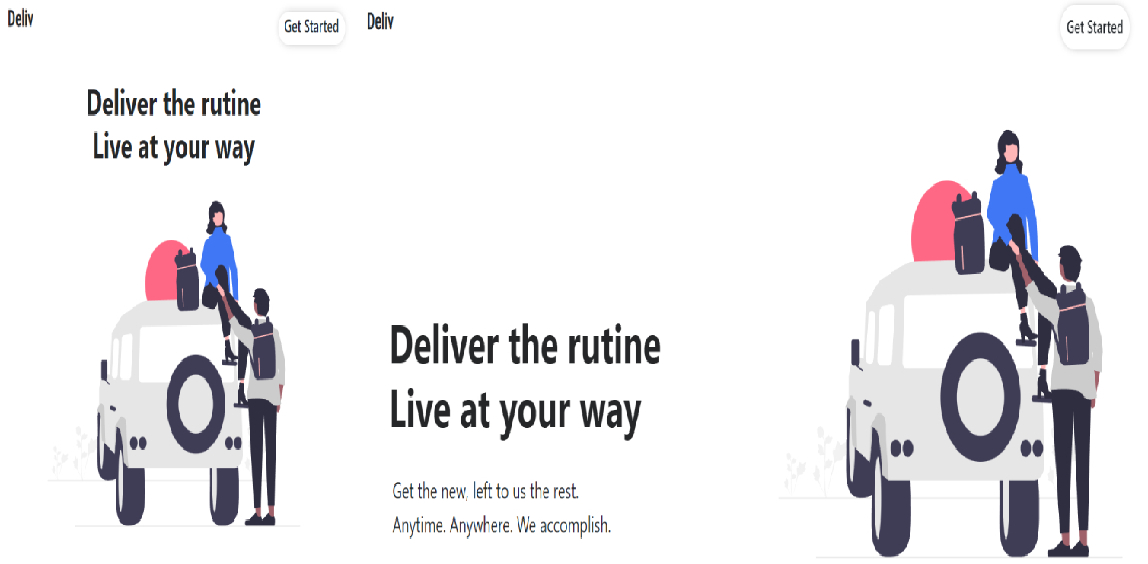 Deliv
Get Started
Deliver the rutine
Live at your way
Deliv
Get Started
Deliver the rutine
Live at your way
Get the new, left to us the rest.
Anytime. Anywhere. We accomplish.